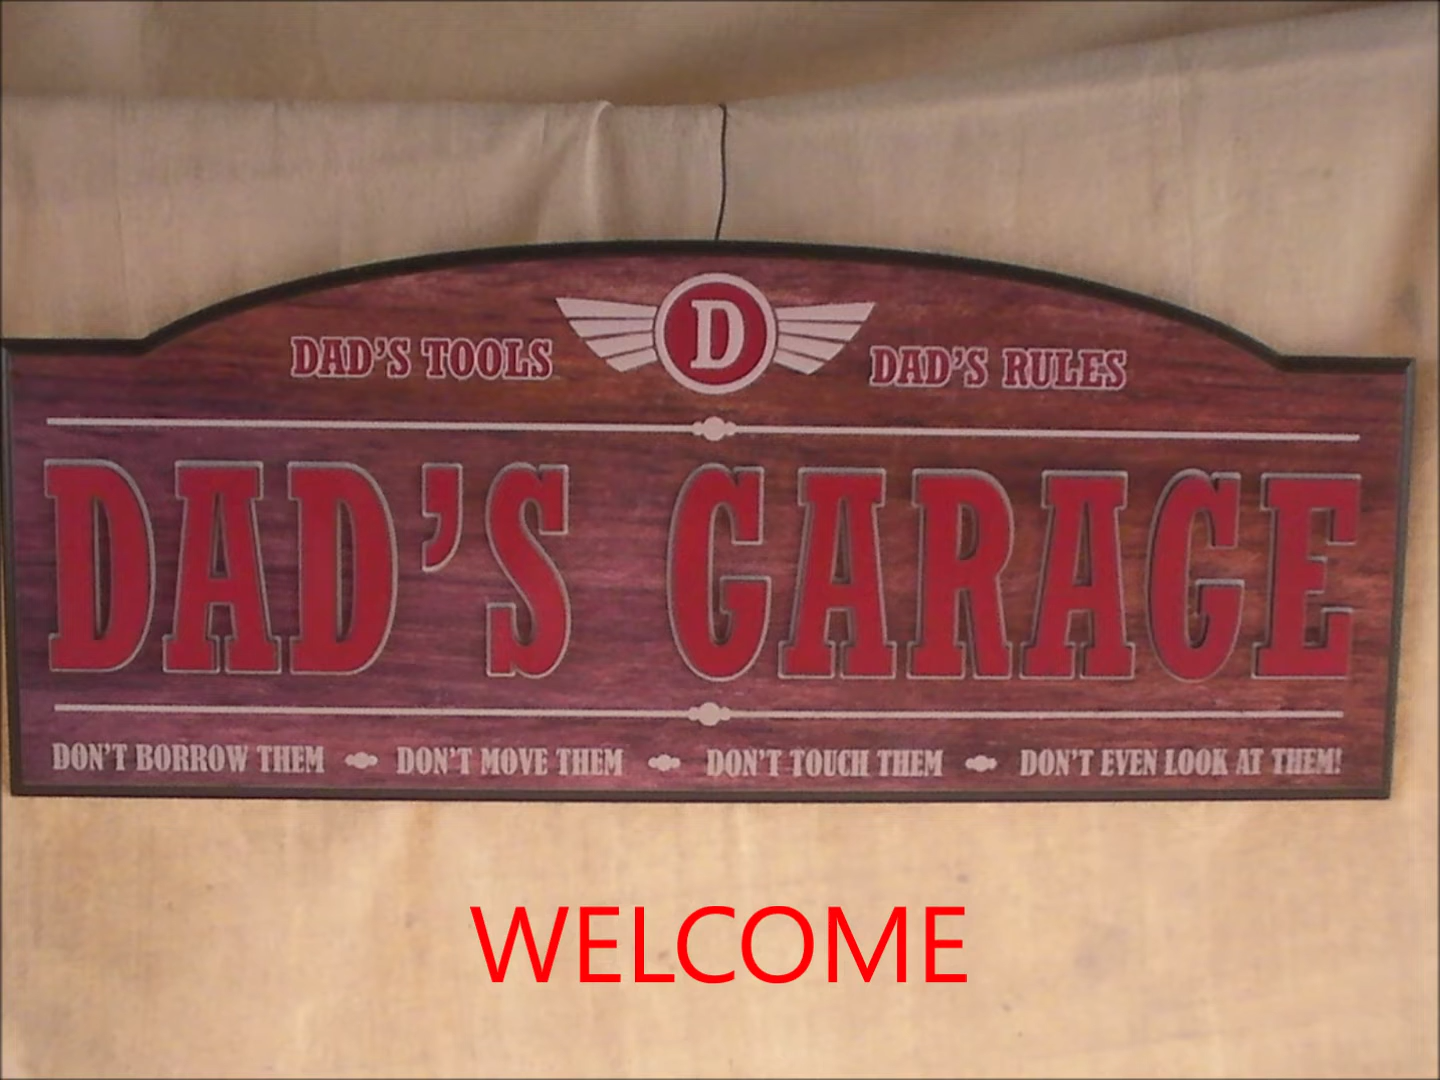 D
DAD'S TOOLS DAD'S RULES
DAD'S GARAGE
DON'T BORROW THEM DON'T MOVE THEM DON'T TOUCH THEM DON'T EVEN LOOK AT THEM!
WELCOME